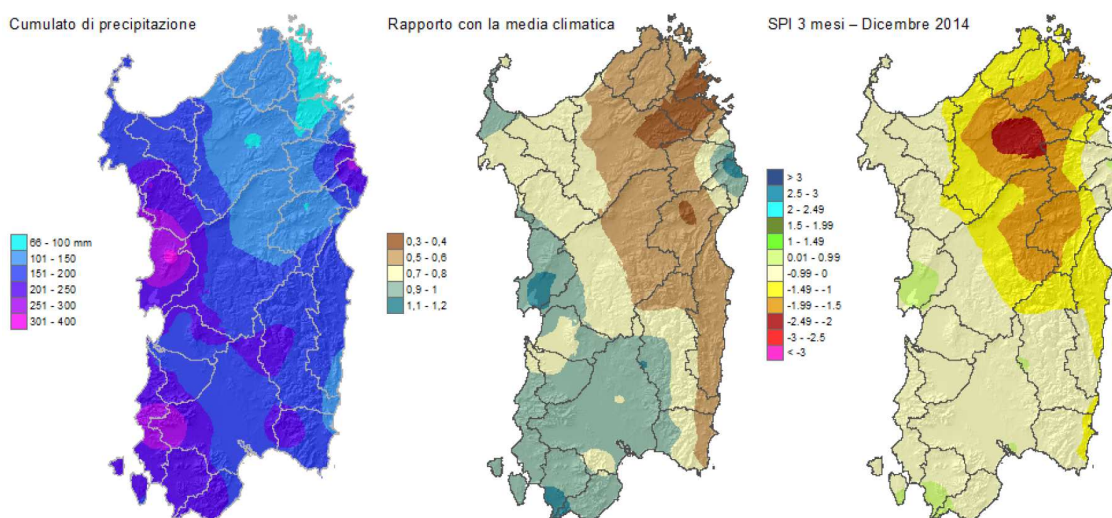 Cumulato di precipitazione
66 - 100 mm
101 - 150
151 - 200
201 - 250
251 - 300
301 - 400
Rapporto con la media climatica
0,3 - 0,4
0,5 - 0,6
0,7 - 0,8
0,9 - 1
1,1 - 1,2
SPI 3 mesi – Dicembre 2014
> 3
2.5 - 3
2 - 2.49
1.5 - 1.99
1 - 1.49
0.01 - 0.99
-0.99 - 0
-1.49 - -1
-1.99 - -1.5
-2.49 - -2
-3 - -2.5
< -3